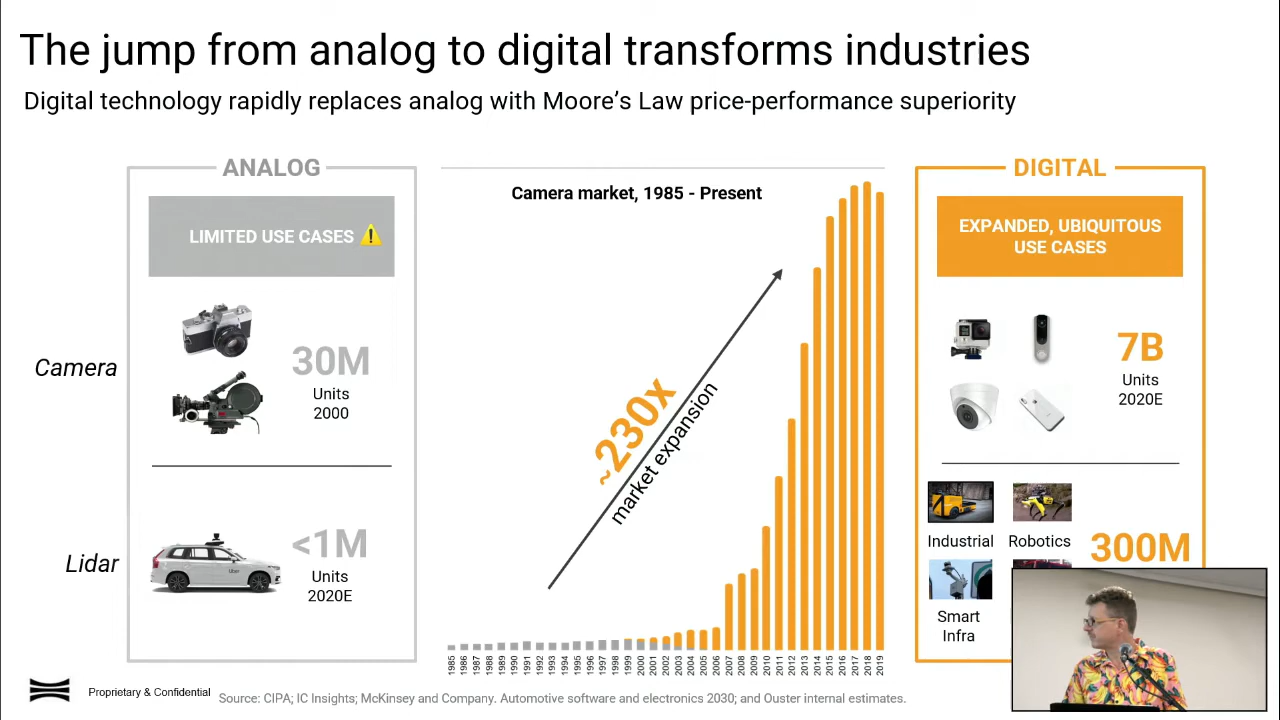 The jump from analog to digital transforms industries
Digital technology rapidly replaces analog with Moore's Law price-performance superiority
ANALOG
LIMITED USE CASES ⚠
Camera
30M
Units
2000
Lidar
<1M
Units
2020E
Uber
Camera market, 1985 - Present
~230x
market expansion
1985 1986 1987 1988 1989 1990 1991 1992 1993 1994 1995 1996 1997 1998 1999 2000 2001 2002 2003 2004 2005 2006 2007 2008 2009 2010 2011 2012 2013 2014 2015 2016 2017 2018 2019
DIGITAL
EXPANDED, UBIQUITOUS
USE CASES
7B
Units
2020E
Industrial
Robotics
300M
Smart
Infra
Proprietary & Confidential
Source: CIPA; IC Insights; McKinsey and Company. Automotive software and electronics 2030; and Ouster internal estimates.